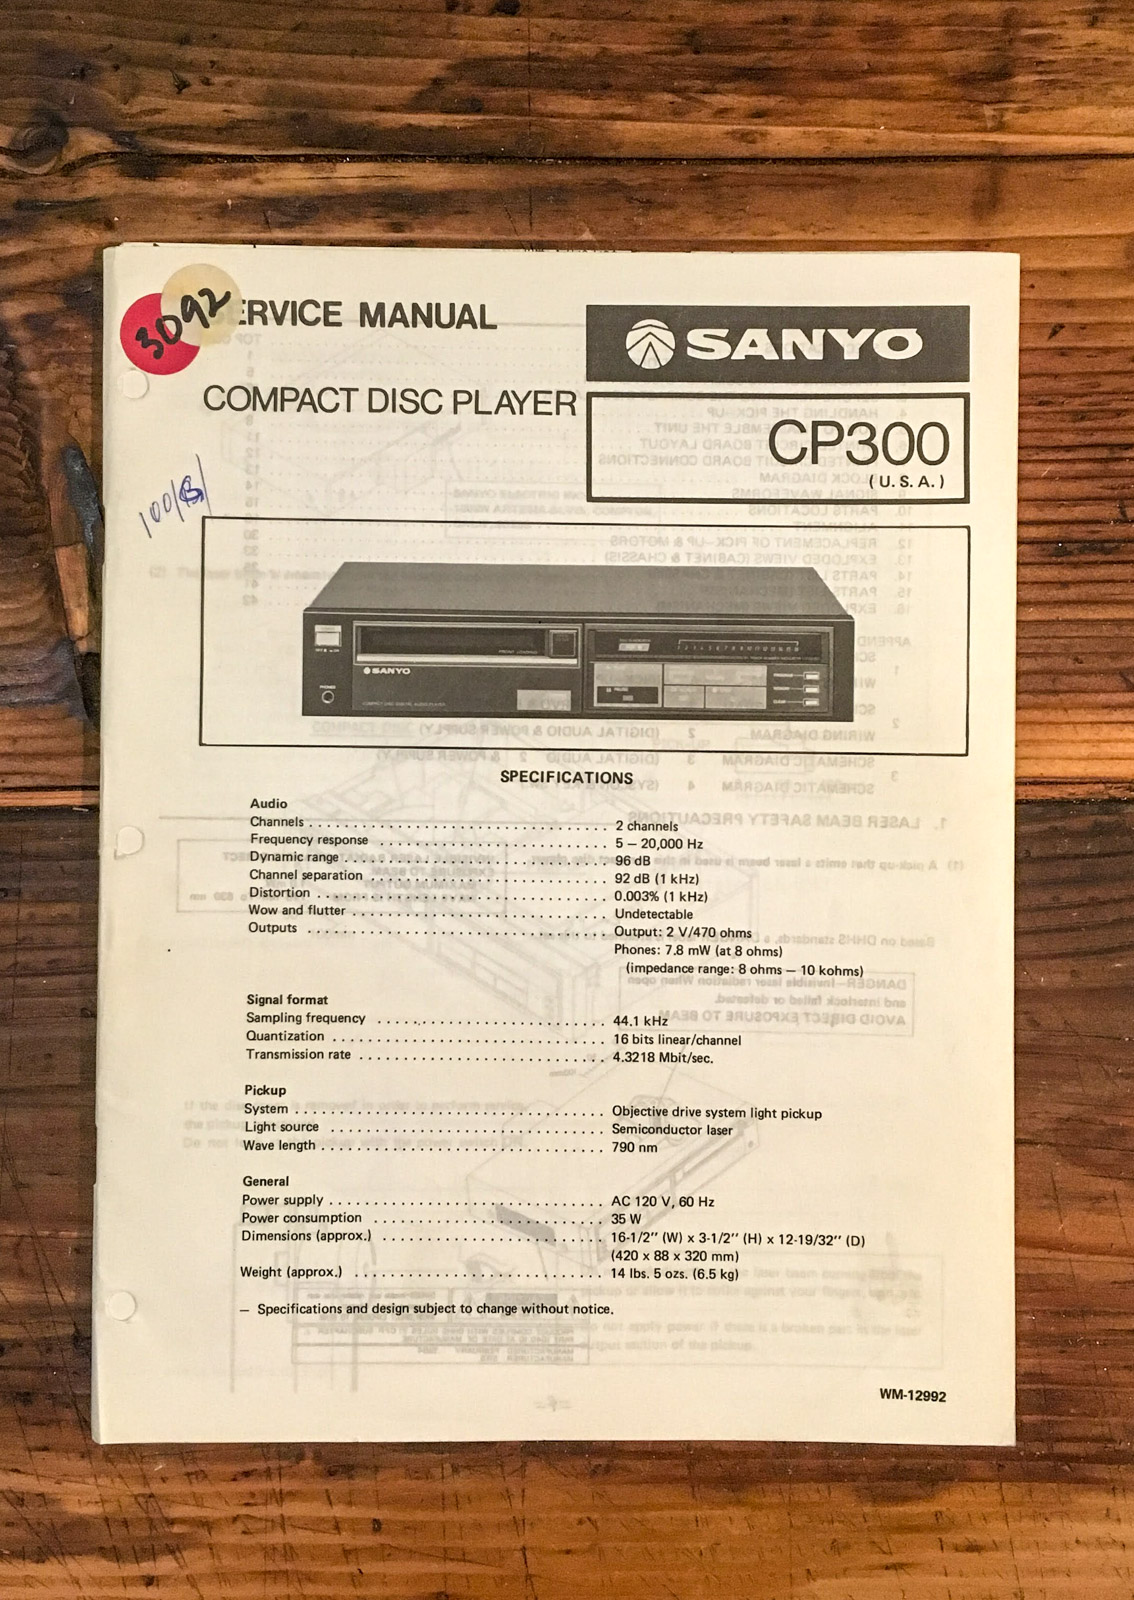 3092
SERVICE MANUAL
SANYO
COMPACT DISC PLAYER
CP300
(U.S.A.)
SANYO
SPECIFICATIONS
Audio
Channels . . . . . . . . . . 2 channels
Frequency response . . . . . . . . . . 5 – 20,000 Hz
Dynamic range . . . . . . . . . . 96 dB
Channel separation . . . . . . . . . . 92 dB (1 kHz)
Distortion . . . . . . . . . . 0.003% (1 kHz)
Wow and flutter . . . . . . . . . . Undetectable
Outputs . . . . . . . . . . Output: 2 V/470 ohms
Phones: 7.8 mW (at 8 ohms)
(impedance range: 8 ohms – 10 kohms)
Signal format
Sampling frequency . . . . . . . . . . 44.1 kHz
Quantization . . . . . . . . . . 16 bits linear/channel
Transmission rate . . . . . . . . . . 4.3218 Mbit/sec.
Pickup
System . . . . . . . . . . Objective drive system light pickup
Light source . . . . . . . . . . Semiconductor laser
Wave length . . . . . . . . . . 790 nm
General
Power supply . . . . . . . . . . AC 120 V, 60 Hz
Power consumption . . . . . . . . . . 35 W
Dimensions (approx.) . . . . . . . . . . 16-1/2" (W) x 3-1/2" (H) x 12-19/32" (D)
(420 x 88 x 320 mm)
Weight (approx.) . . . . . . . . . . 14 lbs. 5 ozs. (6.5 kg)
– Specifications and design subject to change without notice.
WM-12992